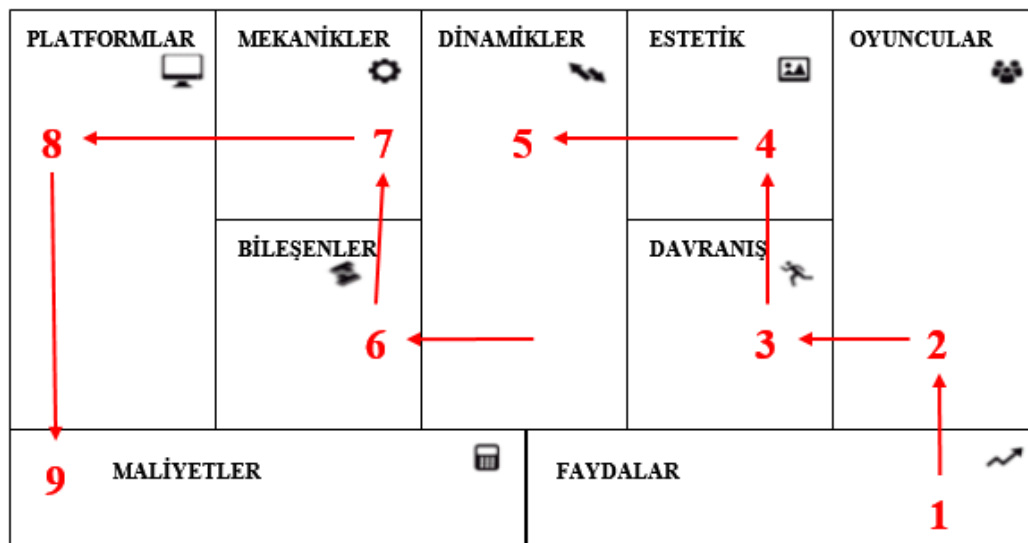 PLATFORMLAR
MEKANİKLER
DİNAMİKLER
ESTETİK
OYUNCULAR
8
7
5
4
BİLEŞENLER
DAVRANIŞ
6
3
2
9
MALİYETLER
FAYDALAR
1